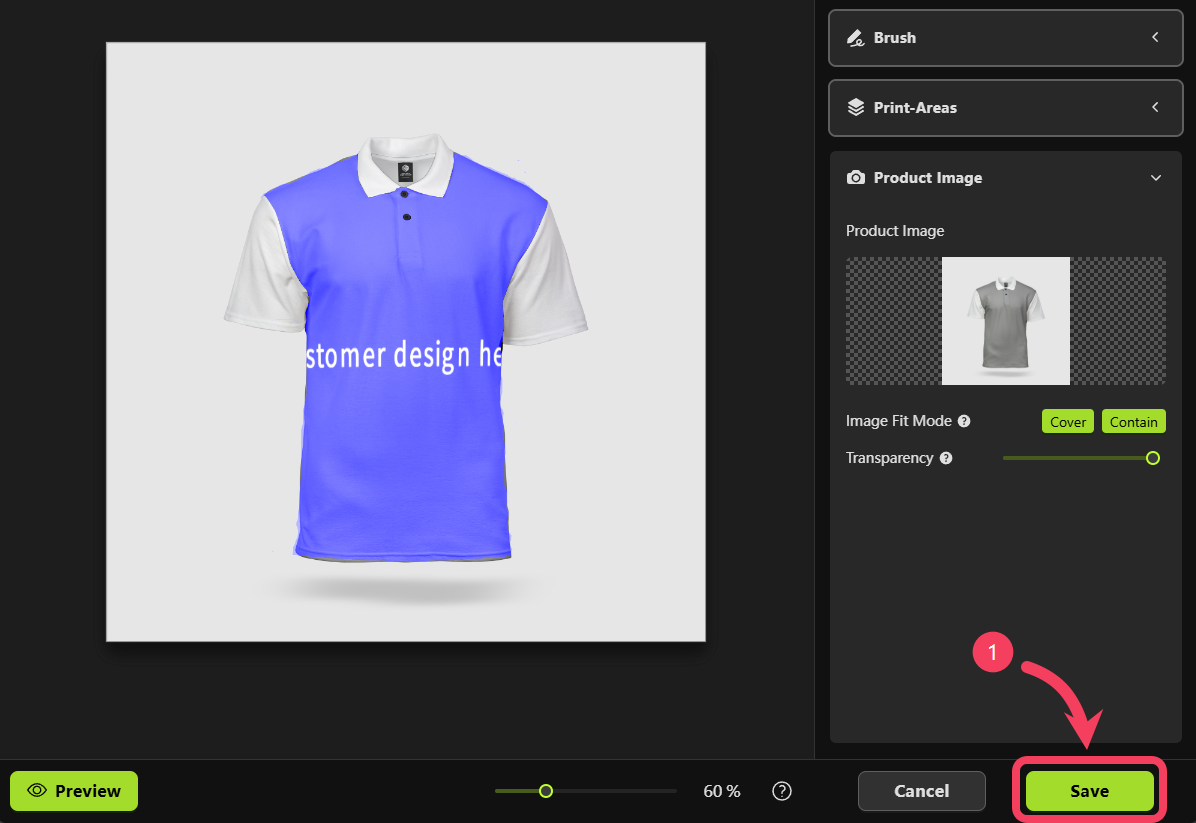 Brush
Print-Areas
Product Image
Product Image
Image Fit Mode ?
Cover
Contain
Transparency ?
stomer design he
1
Preview
60 %
?
Cancel
Save